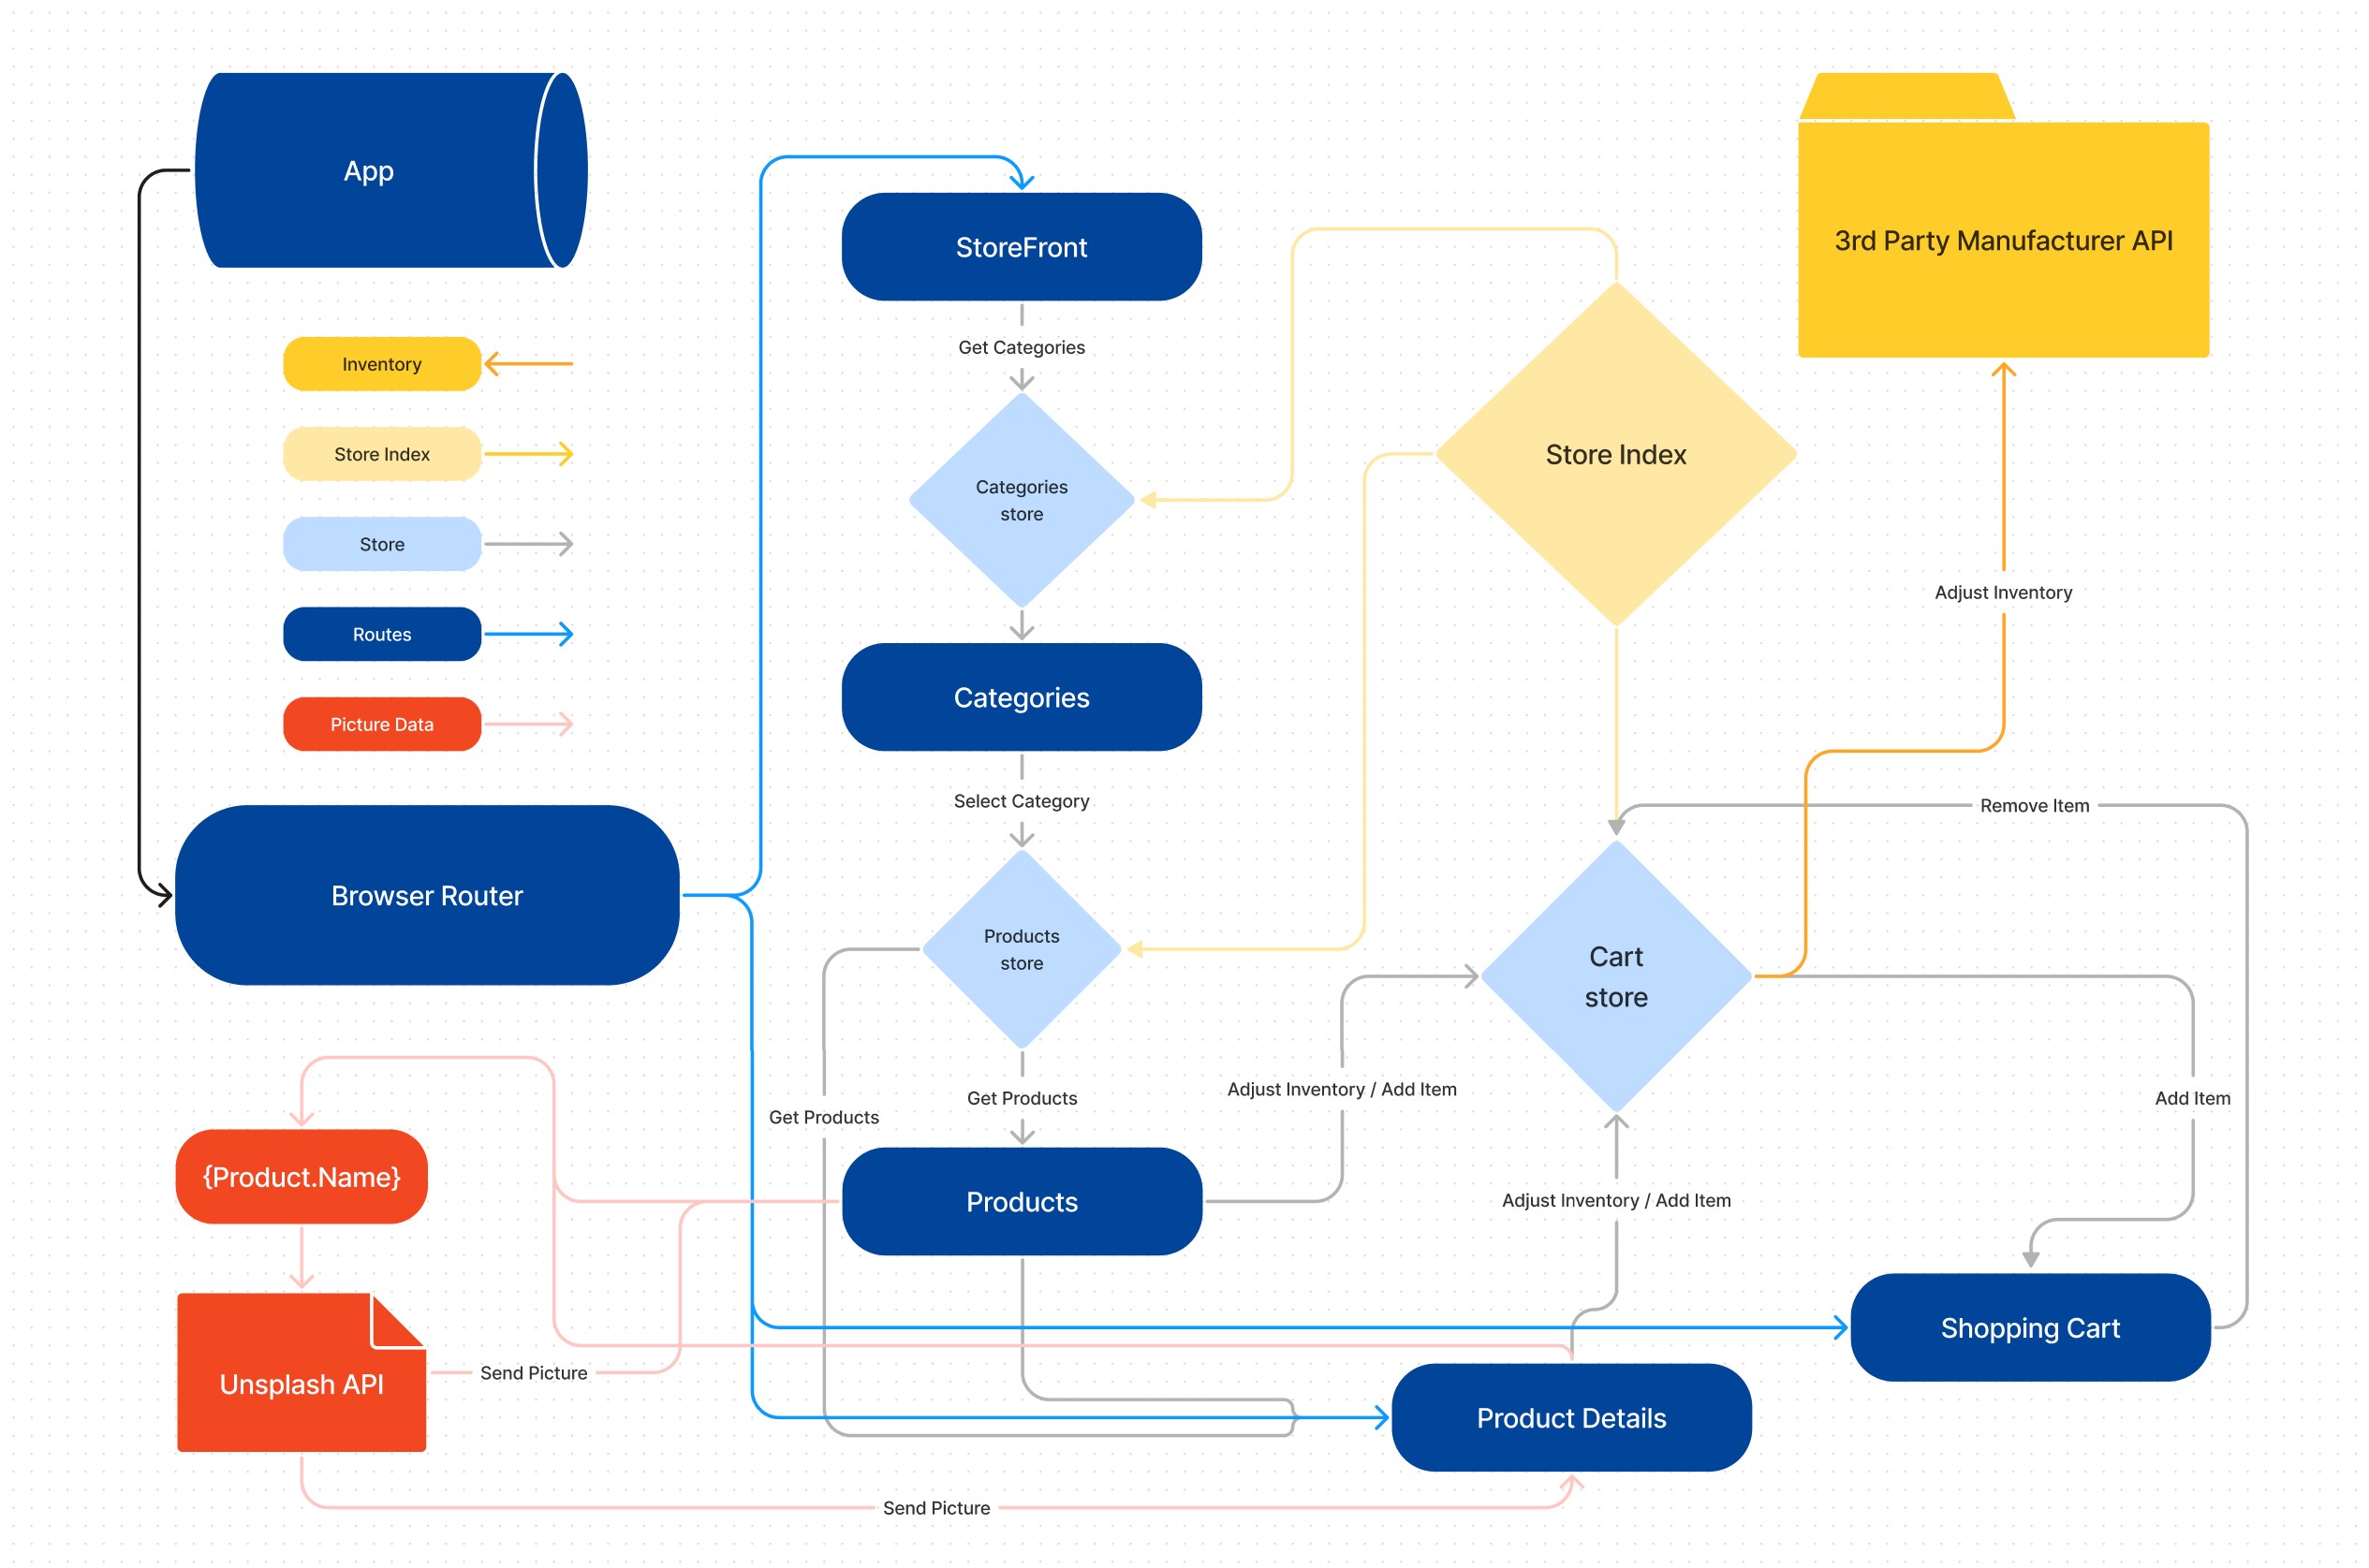 App
3rd Party Manufacturer API
StoreFront
Get Categories
Inventory
Store Index
Store
Routes
Picture Data
Categories
store
Store Index
Adjust Inventory
Categories
Select Category
Remove Item
Browser Router
Products
store
Cart
store
Get Products
Get Products
Adjust Inventory / Add Item
Add Item
{Product.Name}
Products
Adjust Inventory / Add Item
Shopping Cart
Unsplash API
Send Picture
Product Details
Send Picture